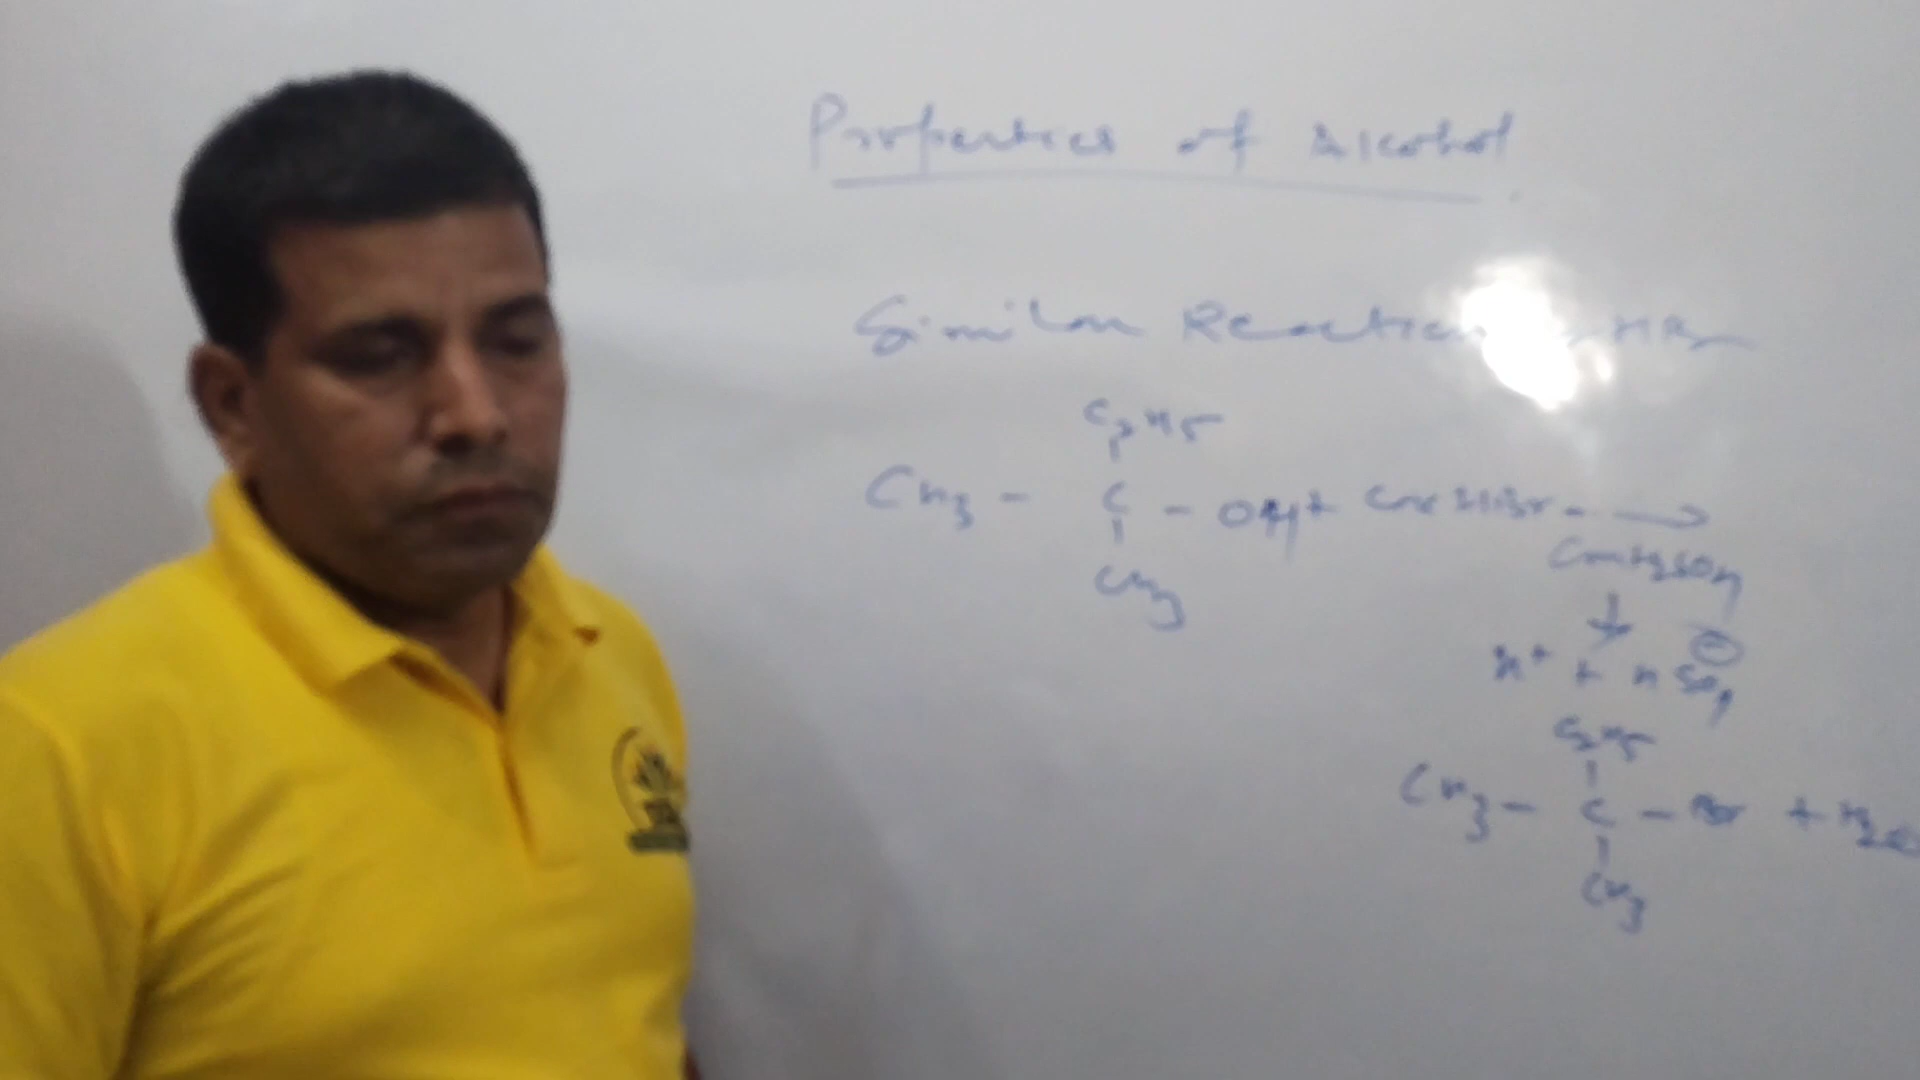 Properties of Alcohol
Similar Reaction HBr
C2H5
CH3 - C - OH + Conc HBr →
CH3
Conc H2SO4
↓
H+ + HSO4⊖
C2H5
CH3 - C - Br + H2O
CH3